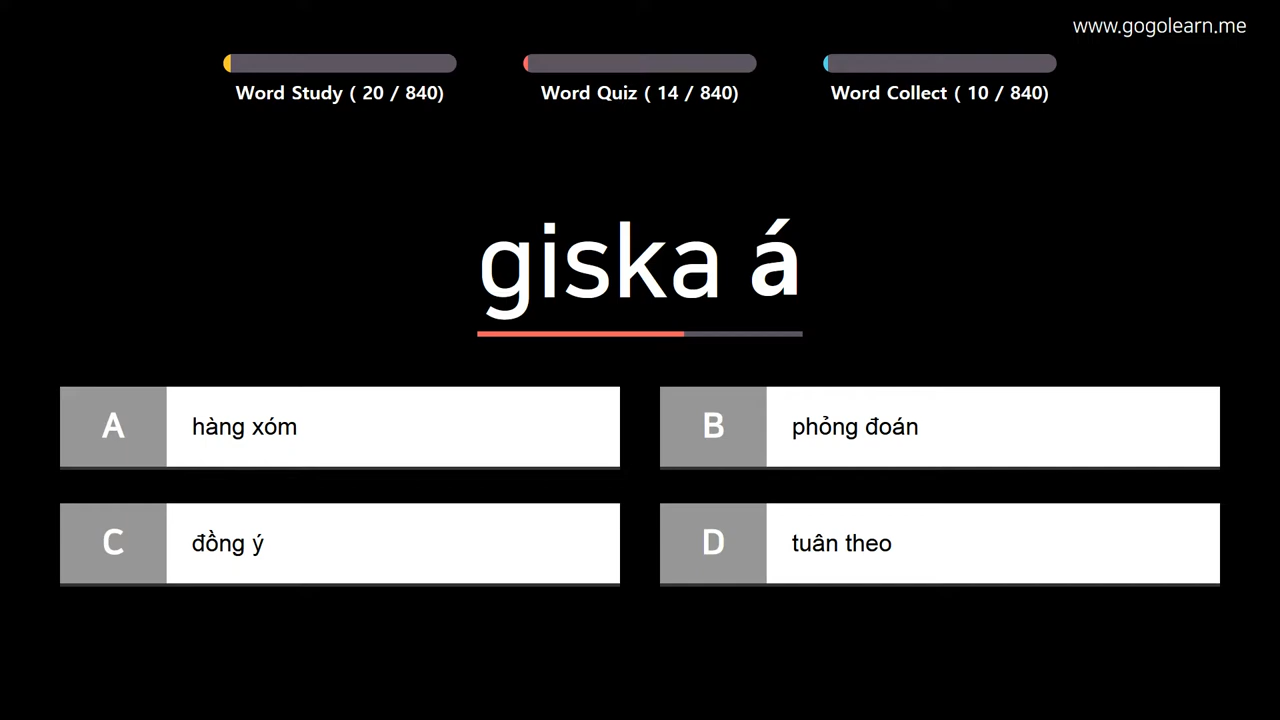 www.gogolearn.me
Word Study ( 20 / 840)
Word Quiz ( 14 / 840)
Word Collect ( 10 / 840)
giska á
A hàng xóm
B phỏng đoán
C đồng ý
D tuân theo